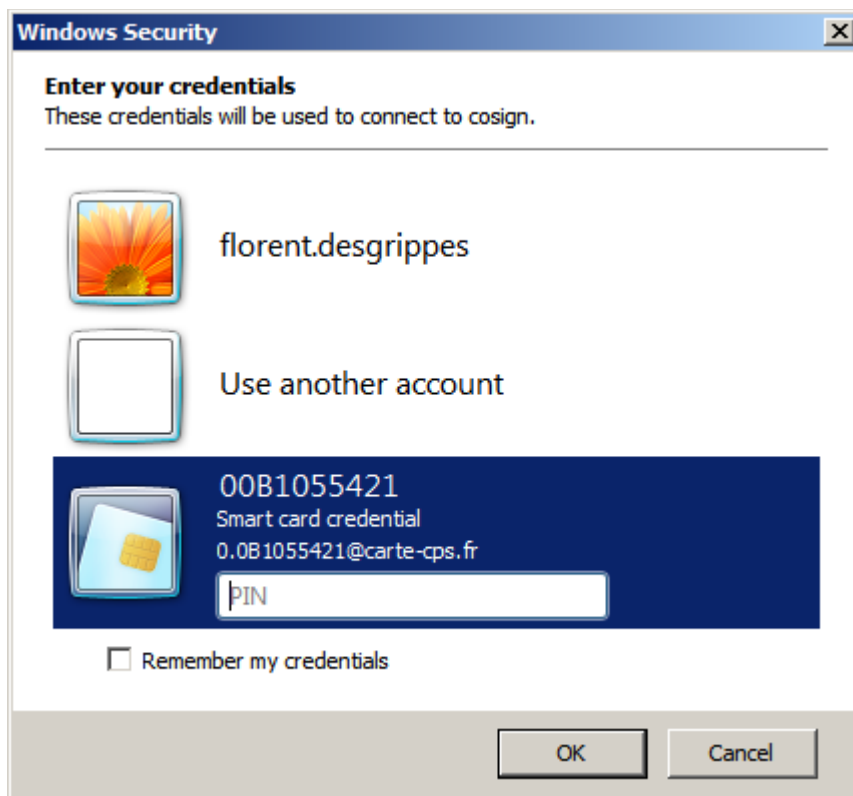 Windows Security
Enter your credentials
These credentials will be used to connect to cosign.
florent.desgrippes
Use another account
00B1055421
Smart card credential
0.0B1055421@carte-cps.fr
PIN
Remember my credentials
OK
Cancel